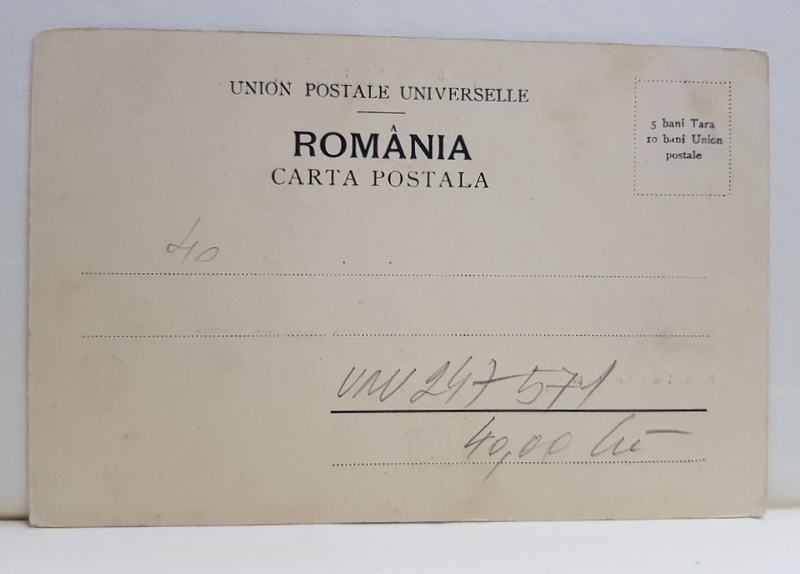 UNION POSTALE UNIVERSELLE
ROMÂNIA
CARTA POSTALA
5 bani Tara
10 bani Union
postale
40
247 571
40,00 lei